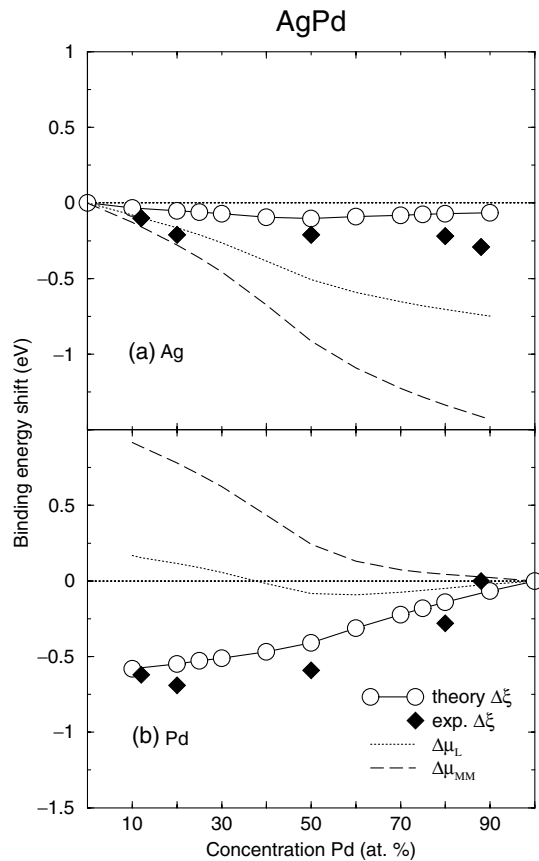 AgPd
1
0.5
0
−0.5
−1
(a) Ag
Binding energy shift (eV)
0.5
0
−0.5
−1
−1.5
(b) Pd
theory Δξ
exp. Δξ
Δμ_L
Δμ_MM
10 30 50 70 90
Concentration Pd (at. %)